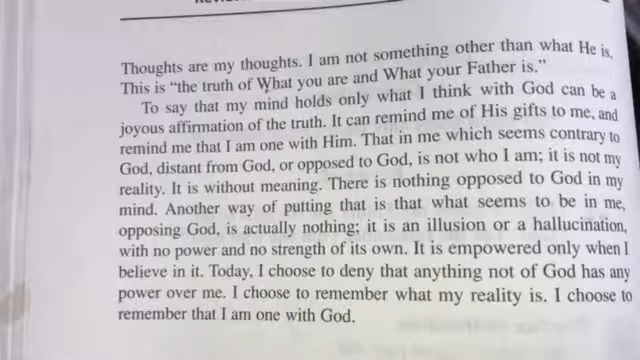 Thoughts are my thoughts. I am not something other than what He is.
This is “the truth of What you are and What your Father is.”
To say that my mind holds only what I think with God can be a
joyous affirmation of the truth. It can remind me of His gifts to me, and
remind me that I am one with Him. That in me which seems contrary to
God, distant from God, or opposed to God, is not who I am; it is not my
reality. It is without meaning. There is nothing opposed to God in my
mind. Another way of putting that is that what seems to be in me,
opposing God, is actually nothing; it is an illusion or a hallucination,
with no power and no strength of its own. It is empowered only when I
believe in it. Today, I choose to deny that anything not of God has any
power over me. I choose to remember what my reality is. I choose to
remember that I am one with God.